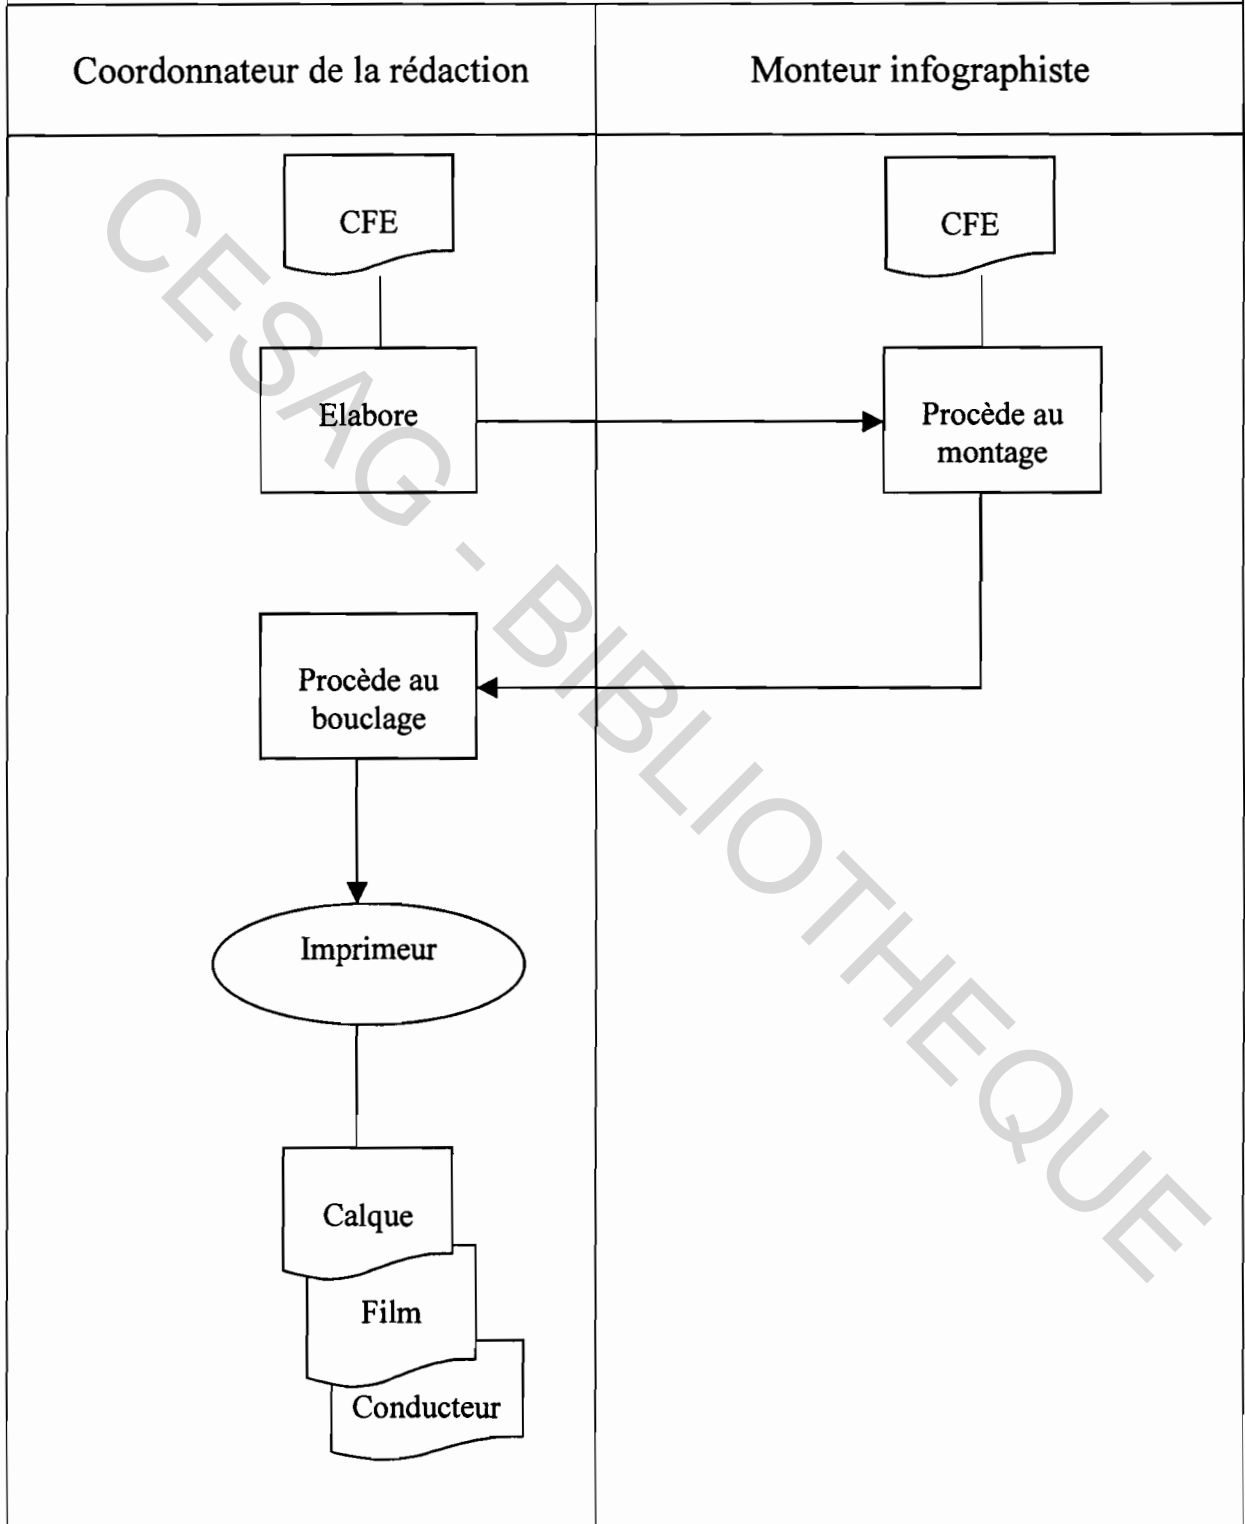 Coordonnateur de la rédaction
Monteur infographiste
CFE
CFE
Elabore
Procède au
montage
Procède au
bouclage
Imprimeur
Calque
Film
Conducteur
CESAG - BIBLIOTHEQUE